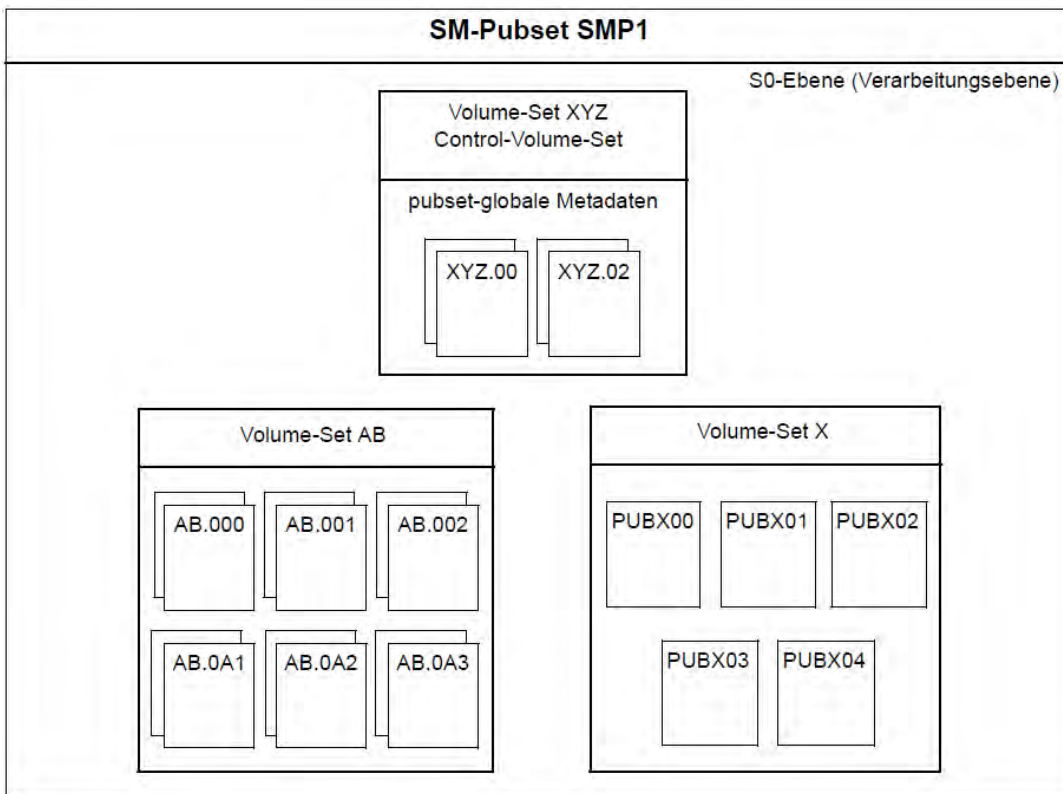 SM-Pubset SMP1
S0-Ebene (Verarbeitungsebene)
Volume-Set XYZ
Control-Volume-Set
pubset-globale Metadaten
XYZ.00 XYZ.02
Volume-Set AB
AB.000 AB.001 AB.002
AB.0A1 AB.0A2 AB.0A3
Volume-Set X
PUBX00 PUBX01 PUBX02
PUBX03 PUBX04